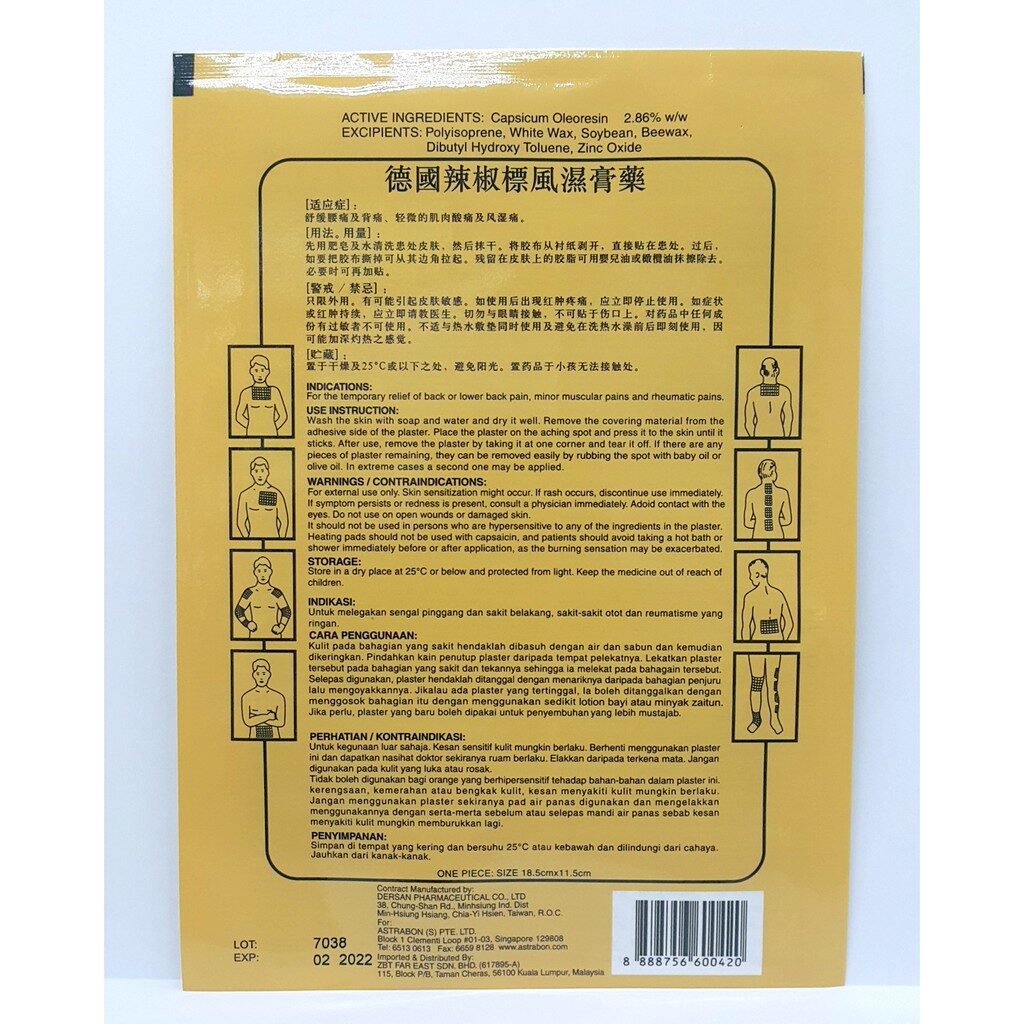 ACTIVE INGREDIENTS: Capsicum Oleoresin 2.86% w/w
EXCIPIENTS: Polyisoprene, White Wax, Soybean, Beewax,
Dibutyl Hydroxy Toluene, Zinc Oxide
德國辣椒標風濕膏藥
[适应症]:
舒缓腰痛及背痛、轻微的肌肉酸痛及风湿痛。
[用法。用量]:
先用肥皂及水清洗患处皮肤，然后抹干。将胶布从衬纸剥开，直接贴在患处。过后，
如要把胶布撕掉可从其边角拉起。残留在皮肤上的胶脂可用嬰兒油或橄欖油抹擦除去。
必要时可再加贴。
[警戒 / 禁忌]:
只限外用。有可能引起皮肤敏感。如使用后出现红肿疼痛，应立即停止使用。如症状
或红肿持续，应立即请教医生。切勿与眼睛接触，不可贴于伤口上。对药品中任何成
份有过敏者不可使用。不适与热水敷垫同时使用及避免在洗热水澡前后即刻使用，因
可能加深灼热之感觉。
[贮藏]:
置于干燥及25°C或以下之处，避免阳光。置药品于小孩无法接触处。
INDICATIONS:
For the temporary relief of back or lower back pain, minor muscular pains and rheumatic pains.
USE INSTRUCTION:
Wash the skin with soap and water and dry it well. Remove the covering material from the
adhesive side of the plaster. Place the plaster on the aching spot and press it to the skin until it
sticks. After use, remove the plaster by taking it at one corner and tear it off. If there are any
pieces of plaster remaining, they can be removed easily by rubbing the spot with baby oil or
olive oil. In extreme cases a second one may be applied.
WARNINGS / CONTRAINDICATIONS:
For external use only. Skin sensitization might occur. If rash occurs, discontinue use immediately.
If symptom persists or redness is present, consult a physician immediately. Adoid contact with the
eyes. Do not use on open wounds or damaged skin.
It should not be used in persons who are hypersensitive to any of the ingredients in the plaster.
Heating pads should not be used with capsaicin, and patients should avoid taking a hot bath or
shower immediately before or after application, as the burning sensation may be exacerbated.
STORAGE:
Store in a dry place at 25°C or below and protected from light. Keep the medicine out of reach of
children.
INDIKASI:
Untuk melegakan sengal pinggang dan sakit belakang, sakit-sakit otot dan reumatisme yang
ringan.
CARA PENGGUNAAN:
Kulit pada bahagian yang sakit hendaklah dibasuh dengan air dan sabun dan kemudian
dikeringkan. Pindahkan kain penutup plaster daripada tempat pelekatnya. Lekatkan plaster
tersebut pada bahagian yang sakit dan tekannya sehingga ia melekat pada bahagain tersebut.
Selepas digunakan, plaster hendaklah ditanggal dengan menariknya daripada bahagian penjuru
lalu mengoyakkannya. Jikalau ada plaster yang tertinggal, Ia boleh ditanggalkan dengan
menggosok bahagian itu dengan menggunakan sedikit lotion bayi atau minyak zaitun.
Jika perlu, plaster yang baru boleh dipakai untuk penyembuhan yang lebih mustajab.
PERHATIAN / KONTRAINDIKASI:
Untuk kegunaan luar sahaja. Kesan sensitif kulit mungkin berlaku. Berhenti menggunakan plaster
ini dan dapatkan nasihat doktor sekiranya ruam berlaku. Elakkan daripada terkena mata. Jangan
digunakan pada kulit yang luka atau rosak.
Tidak boleh digunakan bagi orang yang berhipersensitif tehadap bahan-bahan dalam plaster ini.
kerengsaan, kemerahan atau bengkak kulit, kesan menyakiti kulit mungkin berlaku.
Jangan menggunakan plaster sekiranya pad air panas digunakan dan mengelakkan
menggunakannya dengan serta-merta sebelum atau selepas mandi air panas sebab kesan
menyakiti kulit mungkin memburukkan lagi.
PENYIMPANAN:
Simpan di tempat yang kering dan bersuhu 25°C atau kebawah dan dilindungi dari cahaya.
Jauhkan dari kanak-kanak.
ONE PIECE: SIZE 18.5cmx11.5cm
Contract Manufactured by:
DERSAN PHARMACEUTICAL CO., LTD
38, Chung-Shan Rd., Minhsiung Ind. Dist
Min-Hsiung Hsiang, Chia-Yi Hsien, Taiwan, R.O.C.
For:
ASTRABON (S) PTE. LTD.
Block 1 Clementi Loop #01-03, Singapore 129808
Tel: 6513 0613 Fax: 6659 8128 www.astrabon.com
Imported & Distributed By:
ZBT FAR EAST SDN. BHD. (617895-A)
115, Block P/B, Taman Cheras, 56100 Kuala Lumpur, Malaysia
LOT: 7038
EXP: 02 2022
8 888756 600420